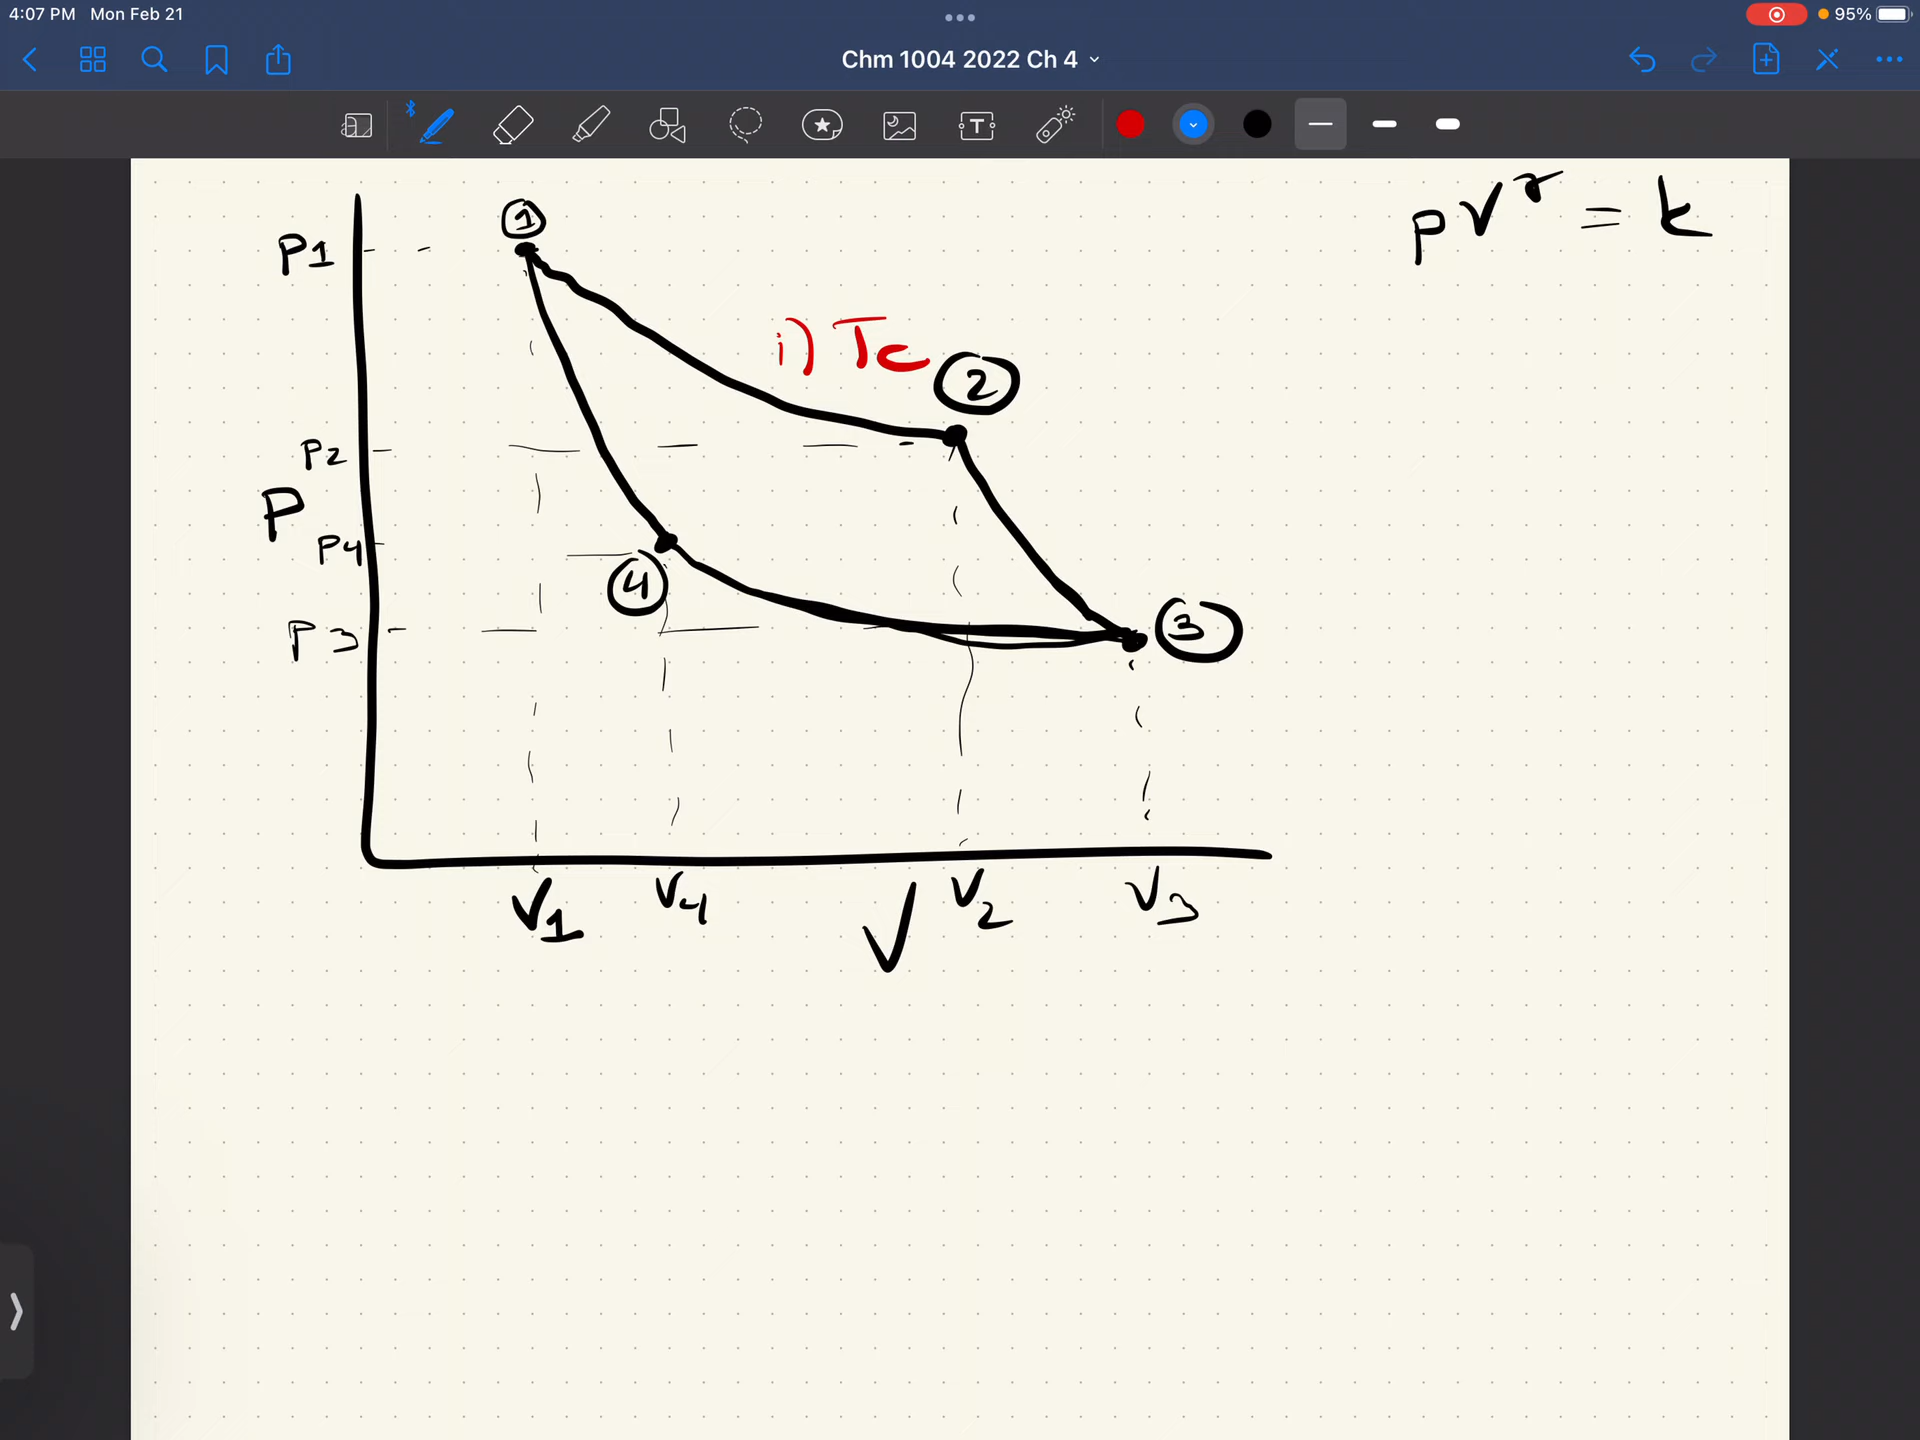 4:07 PM Mon Feb 21
95%
Chm 1004 2022 Ch 4
T
1
P1
PV^γ = k
i) Tc
2
P2
P
P4
4
P3
3
V1
V4
V
V2
V3